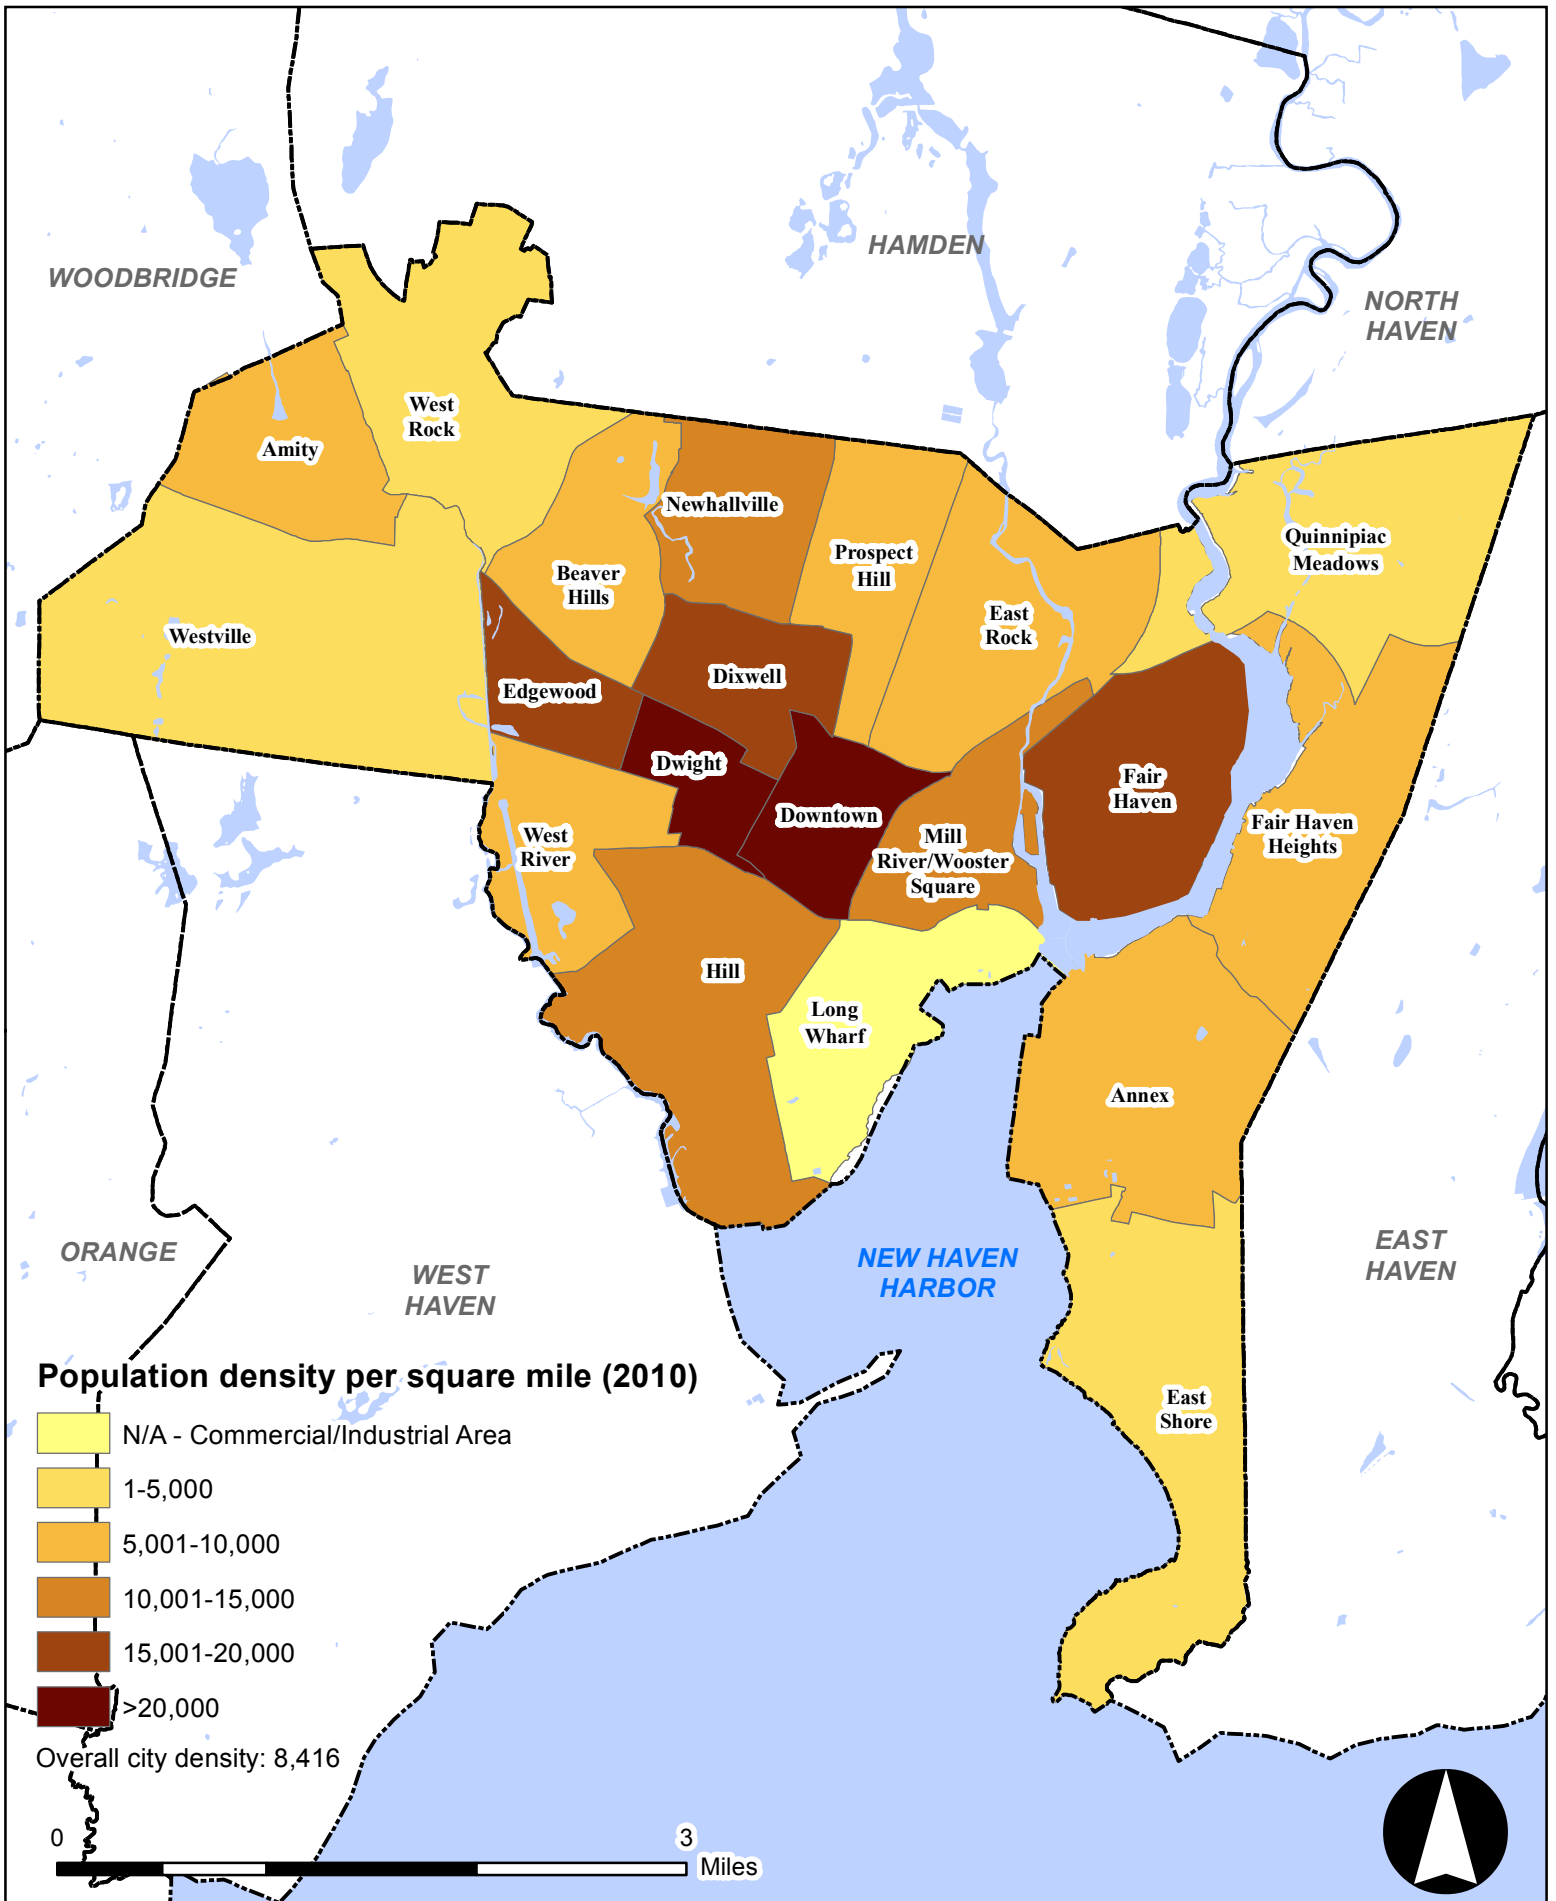 WOODBRIDGE
HAMDEN
NORTH
HAVEN
West
Rock
Amity
Newhallville
Quinnipiac
Meadows
Prospect
Hill
Beaver
Hills
East
Rock
Westville
Dixwell
Edgewood
Dwight
Fair
Haven
Downtown
Fair Haven
Heights
West
River
Mill
River/Wooster
Square
Hill
Long
Wharf
Annex
ORANGE
WEST
HAVEN
NEW HAVEN
HARBOR
EAST
HAVEN
East
Shore
Population density per square mile (2010)
N/A - Commercial/Industrial Area
1-5,000
5,001-10,000
10,001-15,000
15,001-20,000
>20,000
Overall city density: 8,416
0
3
Miles